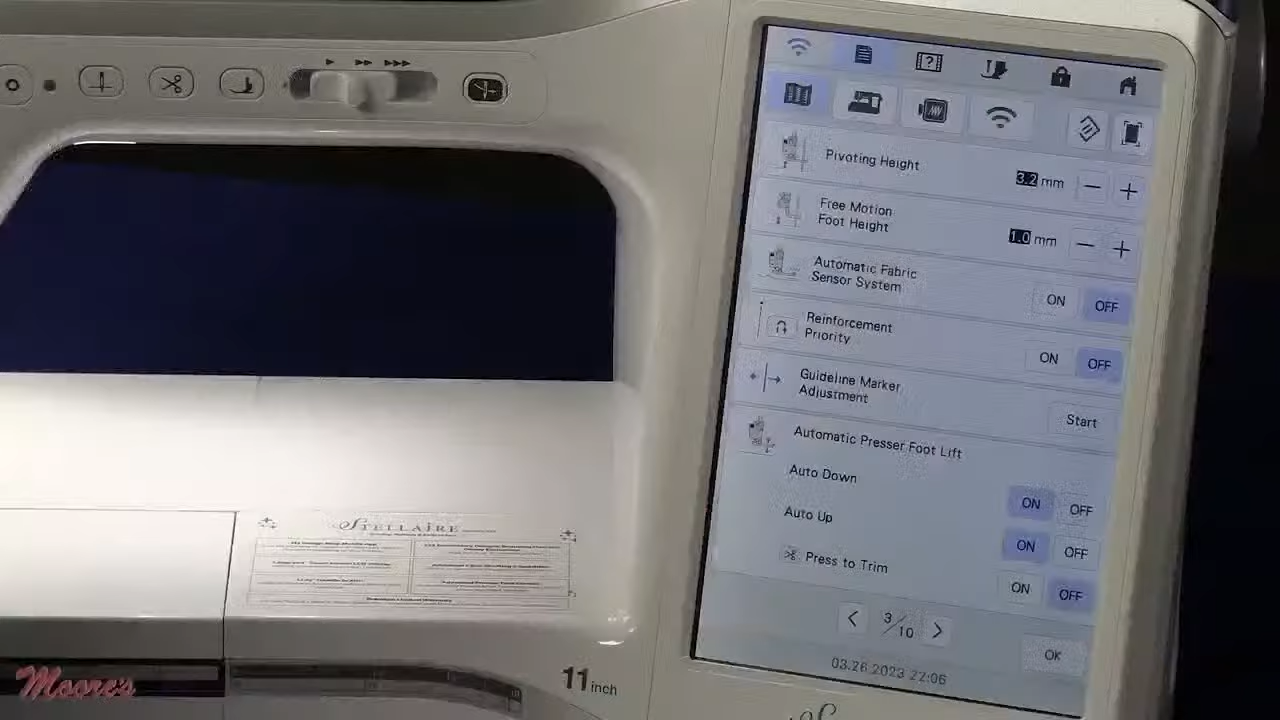 Pivoting Height
3.2 mm
Free Motion
Foot Height
1.0 mm
Automatic Fabric
Sensor System
ON OFF
Reinforcement
Priority
ON OFF
Guideline Marker
Adjustment
Start
Automatic Presser Foot Lift
Auto Down
ON OFF
Auto Up
ON OFF
Press to Trim
ON OFF
3/10
OK
03.26 2023 22:06
STELLAIRE
11 inch
Moore's